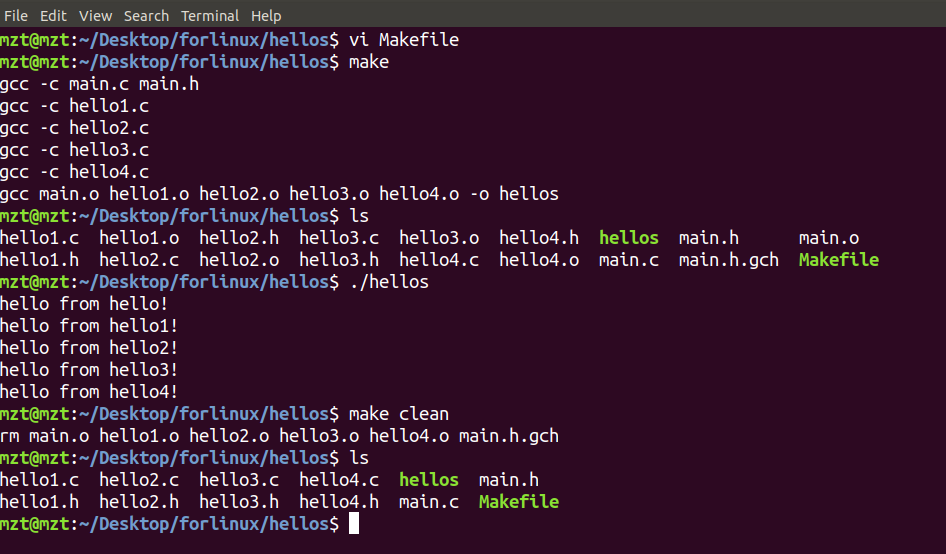 File Edit View Search Terminal Help
mzt@mzt:~/Desktop/forlinux/hellos$ vi Makefile
mzt@mzt:~/Desktop/forlinux/hellos$ make
gcc -c main.c main.h
gcc -c hello1.c
gcc -c hello2.c
gcc -c hello3.c
gcc -c hello4.c
gcc main.o hello1.o hello2.o hello3.o hello4.o -o hellos
mzt@mzt:~/Desktop/forlinux/hellos$ ls
hello1.c  hello1.o  hello2.h  hello3.c  hello3.o  hello4.h  hellos  main.h      main.o
hello1.h  hello2.c  hello2.o  hello3.h  hello4.c  hello4.o  main.c  main.h.gch  Makefile
mzt@mzt:~/Desktop/forlinux/hellos$ ./hellos
hello from hello!
hello from hello1!
hello from hello2!
hello from hello3!
hello from hello4!
mzt@mzt:~/Desktop/forlinux/hellos$ make clean
rm main.o hello1.o hello2.o hello3.o hello4.o main.h.gch
mzt@mzt:~/Desktop/forlinux/hellos$ ls
hello1.c  hello2.c  hello3.c  hello4.c  hellos  main.h
hello1.h  hello2.h  hello3.h  hello4.h  main.c  Makefile
mzt@mzt:~/Desktop/forlinux/hellos$